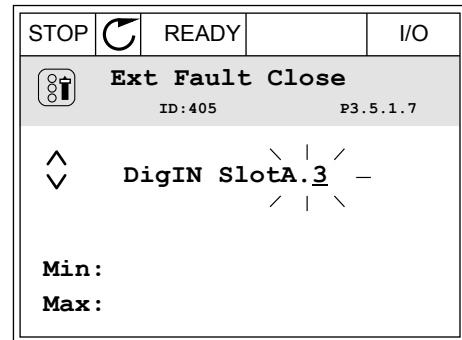 STOP READY I/O
Ext Fault Close
ID:405 P3.5.1.7
DigIN SlotA.3
Min:
Max: